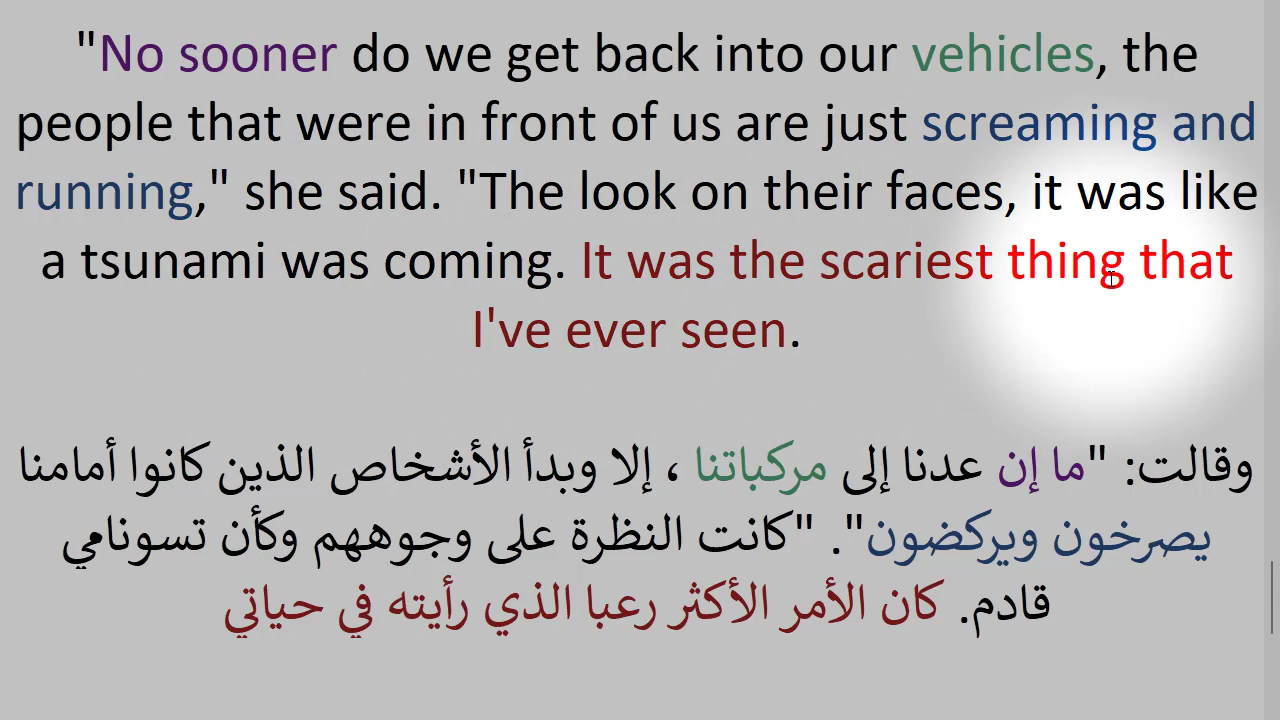 "No sooner do we get back into our vehicles, the
people that were in front of us are just screaming and
running," she said. "The look on their faces, it was like
a tsunami was coming. It was the scariest thing that
I've ever seen.
وقالت: "ما إن عدنا إلى مركباتنا ، إلا وبدأ الأشخاص الذين كانوا أمامنا
يصرخون ويركضون". "كانت النظرة على وجوههم وكأن تسونامي
قادم. كان الأمر الأكثر رعبا الذي رأيته في حياتي